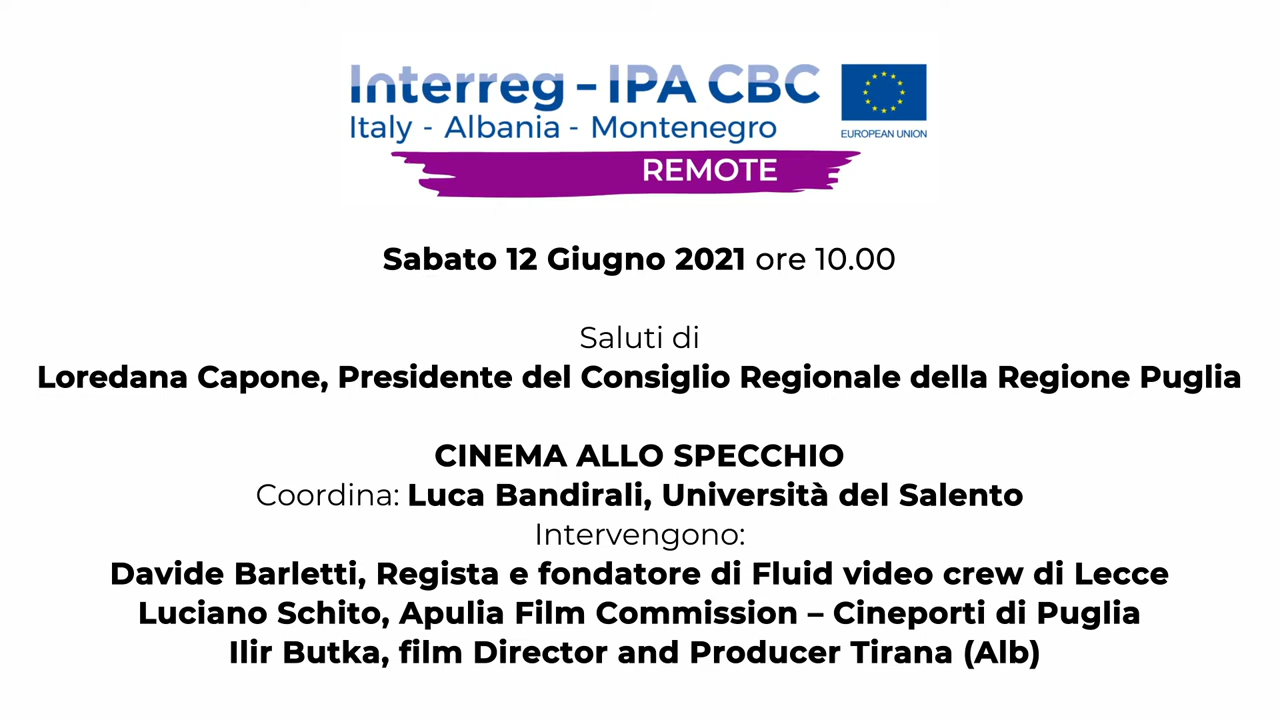 Interreg - IPA CBC
Italy - Albania - Montenegro
EUROPEAN UNION
REMOTE
Sabato 12 Giugno 2021 ore 10.00
Saluti di
Loredana Capone, Presidente del Consiglio Regionale della Regione Puglia
CINEMA ALLO SPECCHIO
Coordina: Luca Bandirali, Università del Salento
Intervengono:
Davide Barletti, Regista e fondatore di Fluid video crew di Lecce
Luciano Schito, Apulia Film Commission – Cineporti di Puglia
Ilir Butka, film Director and Producer Tirana (Alb)